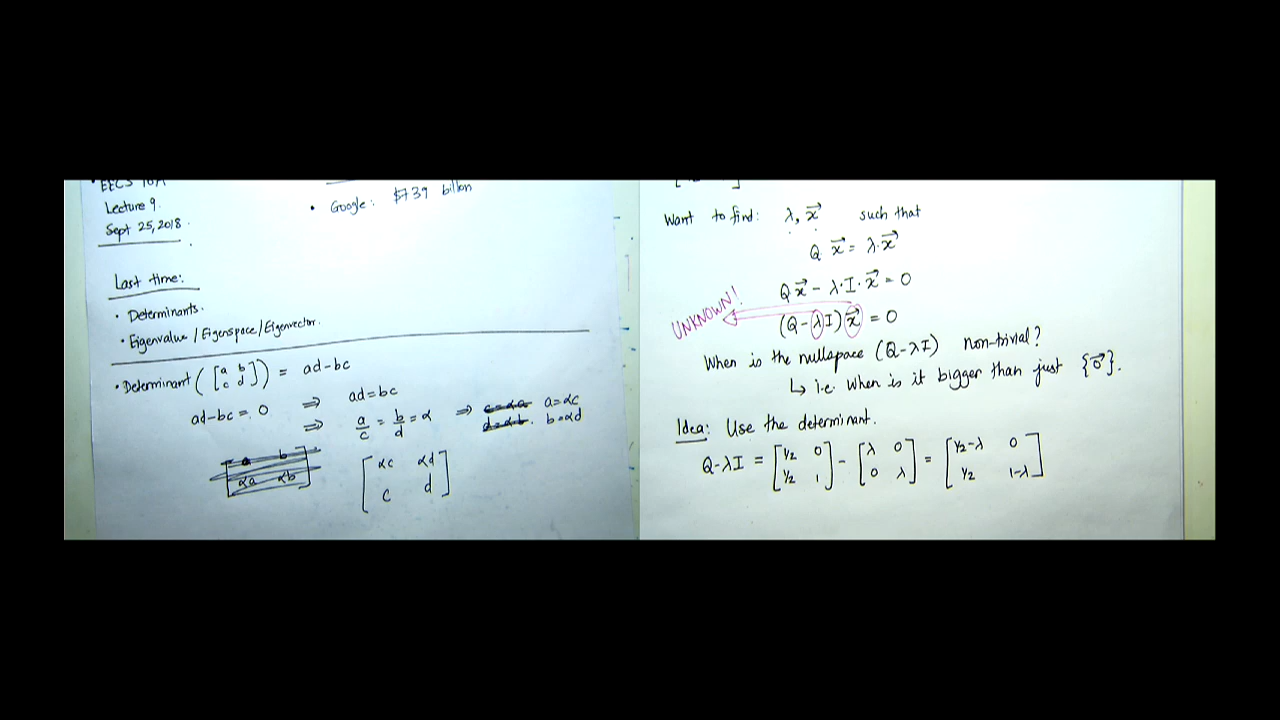 EECS 16A
Lecture 9.
Sept 25, 2018
• Google: $739 billion
Last time:
• Determinants.
• Eigenvalue / Eigenspace / Eigenvector.
• Determinant ([a b
c d]) = ad-bc
ad-bc = 0 ⇒ ad=bc
⇒ a/c = b/d = α ⇒ a=αc
b=αd
a b
αa αb
[αc αd
c d]
Want to find: λ, x⃗ such that
Q x⃗ = λ·x⃗
Qx⃗ - λ·I·x⃗ = 0
UNKNOWN!
(Q-λI)x⃗ = 0
When is the nullspace (Q-λI) non-trivial?
↳ i.e. when is it bigger than just {0⃗}.
Idea: Use the determinant.
Q-λI = [1/2 0
1/2 1] - [λ 0
0 λ] = [1/2-λ 0
1/2 1-λ]